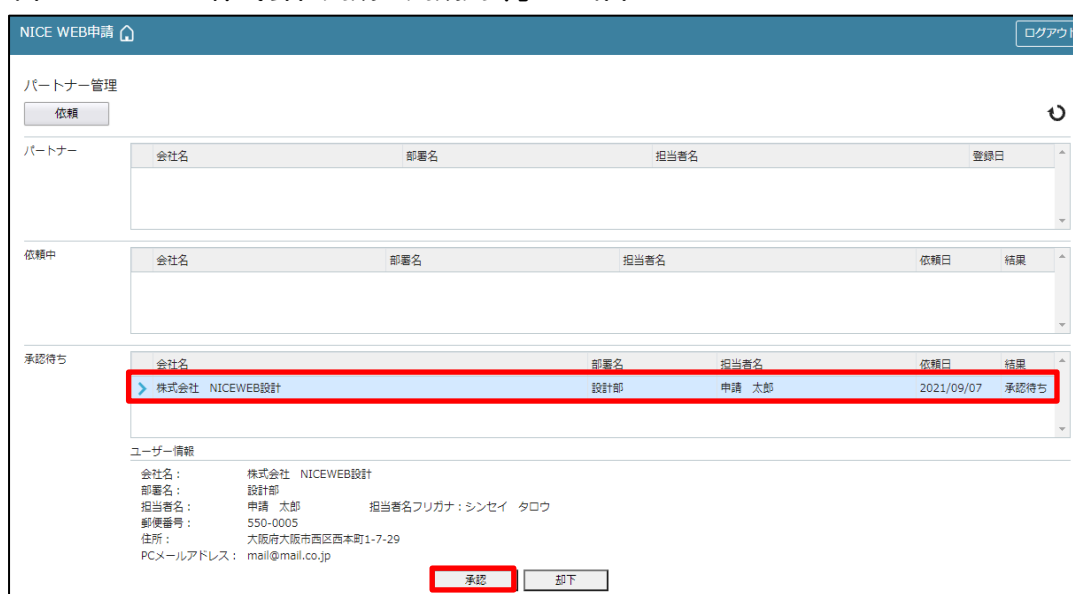 NICE WEB申請 ログアウト
パートナー管理
依頼
パートナー
会社名 部署名 担当者名 登録日
依頼中
会社名 部署名 担当者名 依頼日 結果
承認待ち
会社名 部署名 担当者名 依頼日 結果
株式会社 NICEWEB設計 設計部 申請 太郎 2021/09/07 承認待ち
ユーザー情報
会社名: 株式会社 NICEWEB設計
部署名: 設計部
担当者名: 申請 太郎 担当者名フリガナ:シンセイ タロウ
郵便番号: 550-0005
住所: 大阪府大阪市西区西本町1-7-29
PCメールアドレス: mail@mail.co.jp
承認 却下